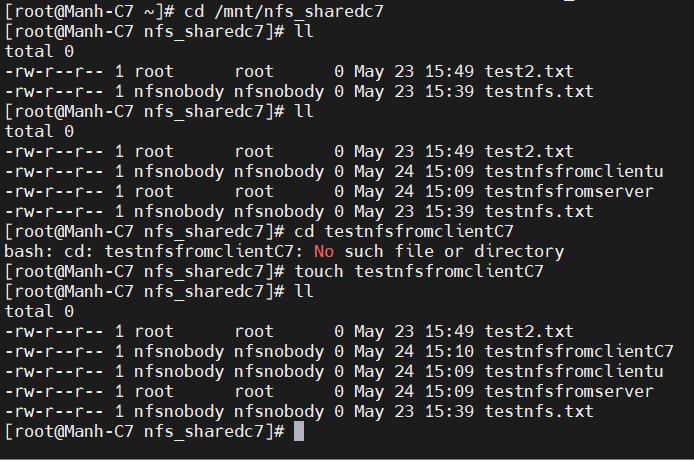 [root@Manh-C7 ~]# cd /mnt/nfs_sharedc7
[root@Manh-C7 nfs_sharedc7]# ll
total 0
-rw-r--r-- 1 root      root      0 May 23 15:49 test2.txt
-rw-r--r-- 1 nfsnobody nfsnobody 0 May 23 15:39 testnfs.txt
[root@Manh-C7 nfs_sharedc7]# ll
total 0
-rw-r--r-- 1 root      root      0 May 23 15:49 test2.txt
-rw-r--r-- 1 nfsnobody nfsnobody 0 May 24 15:09 testnfsfromclientu
-rw-r--r-- 1 root      root      0 May 24 15:09 testnfsfromserver
-rw-r--r-- 1 nfsnobody nfsnobody 0 May 23 15:39 testnfs.txt
[root@Manh-C7 nfs_sharedc7]# cd testnfsfromclientC7
bash: cd: testnfsfromclientC7: No such file or directory
[root@Manh-C7 nfs_sharedc7]# touch testnfsfromclientC7
[root@Manh-C7 nfs_sharedc7]# ll
total 0
-rw-r--r-- 1 root      root      0 May 23 15:49 test2.txt
-rw-r--r-- 1 nfsnobody nfsnobody 0 May 24 15:10 testnfsfromclientC7
-rw-r--r-- 1 nfsnobody nfsnobody 0 May 24 15:09 testnfsfromclientu
-rw-r--r-- 1 root      root      0 May 24 15:09 testnfsfromserver
-rw-r--r-- 1 nfsnobody nfsnobody 0 May 23 15:39 testnfs.txt
[root@Manh-C7 nfs_sharedc7]#